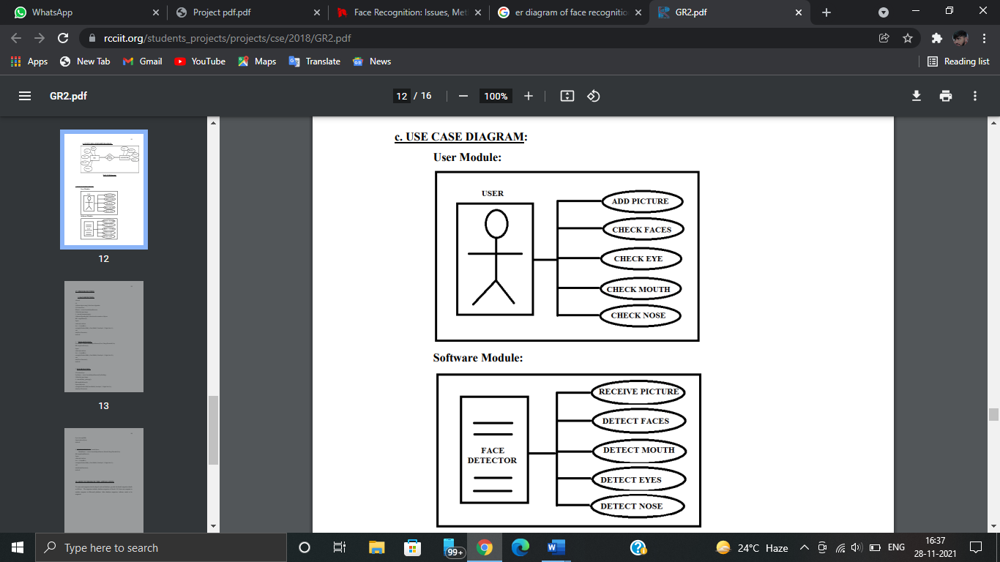 WhatsApp
Project pdf.pdf
Face Recognition: Issues, Met
er diagram of face recognitio
GR2.pdf
rcciit.org/students_projects/projects/cse/2018/GR2.pdf
Apps
New Tab
Gmail
YouTube
Maps
Translate
News
Reading list
GR2.pdf
12 / 16
100%
12
13
c. USE CASE DIAGRAM:
User Module:
USER
ADD PICTURE
CHECK FACES
CHECK EYE
CHECK MOUTH
CHECK NOSE
Software Module:
FACE
DETECTOR
RECEIVE PICTURE
DETECT FACES
DETECT MOUTH
DETECT EYES
DETECT NOSE
Type here to search
99+
24°C Haze
ENG
16:37
28-11-2021